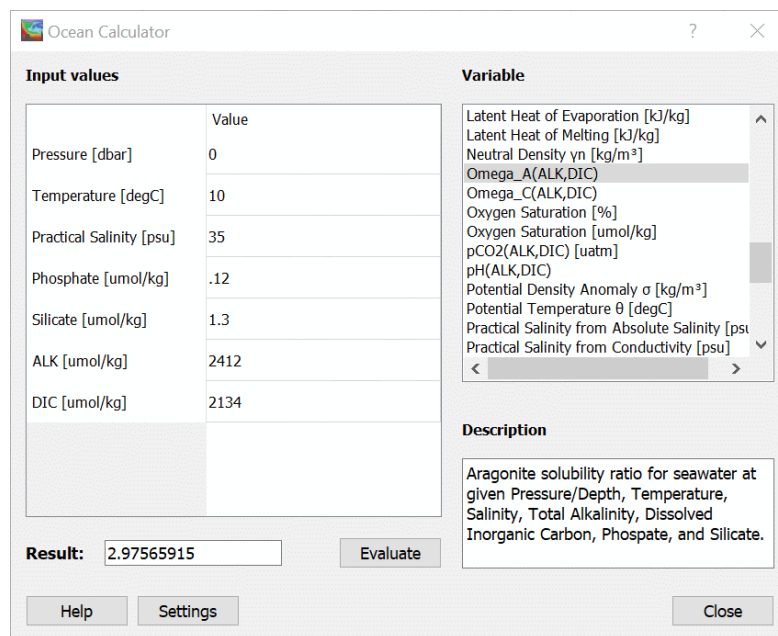 Ocean Calculator
Input values
Value
Pressure [dbar] 0
Temperature [degC] 10
Practical Salinity [psu] 35
Phosphate [umol/kg] .12
Silicate [umol/kg] 1.3
ALK [umol/kg] 2412
DIC [umol/kg] 2134
Result: 2.97565915
Evaluate
Variable
Latent Heat of Evaporation [kJ/kg]
Latent Heat of Melting [kJ/kg]
Neutral Density γn [kg/m³]
Omega_A(ALK,DIC)
Omega_C(ALK,DIC)
Oxygen Saturation [%]
Oxygen Saturation [umol/kg]
pCO2(ALK,DIC) [uatm]
pH(ALK,DIC)
Potential Density Anomaly σ [kg/m³]
Potential Temperature θ [degC]
Practical Salinity from Absolute Salinity [psu
Practical Salinity from Conductivity [psu]
Description
Aragonite solubility ratio for seawater at
given Pressure/Depth, Temperature,
Salinity, Total Alkalinity, Dissolved
Inorganic Carbon, Phospate, and Silicate.
Help
Settings
Close